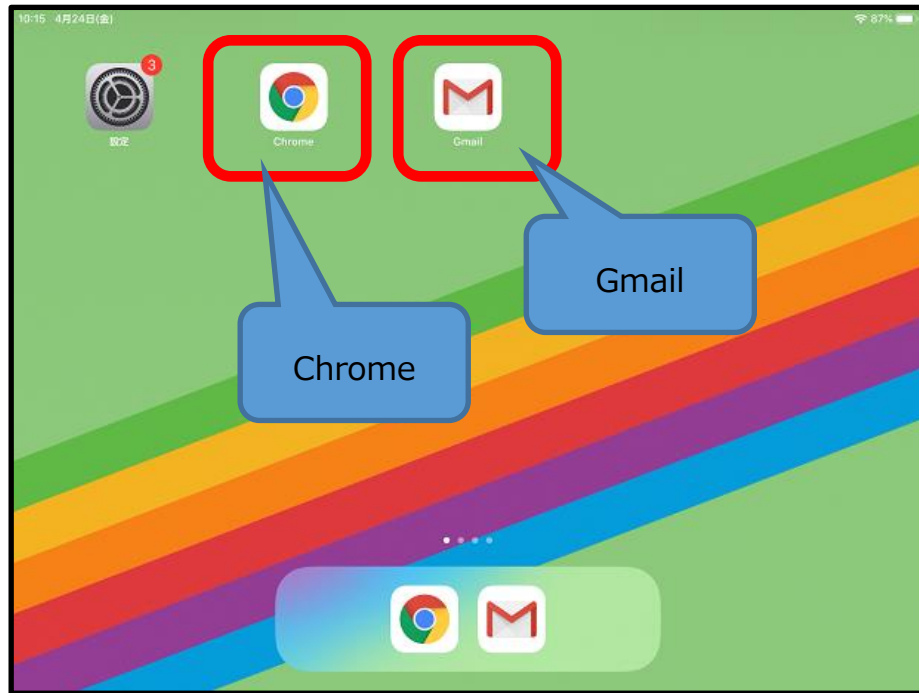 10:15 4月24日(金)
87%
3
設定
Chrome
Gmail
Gmail
Chrome